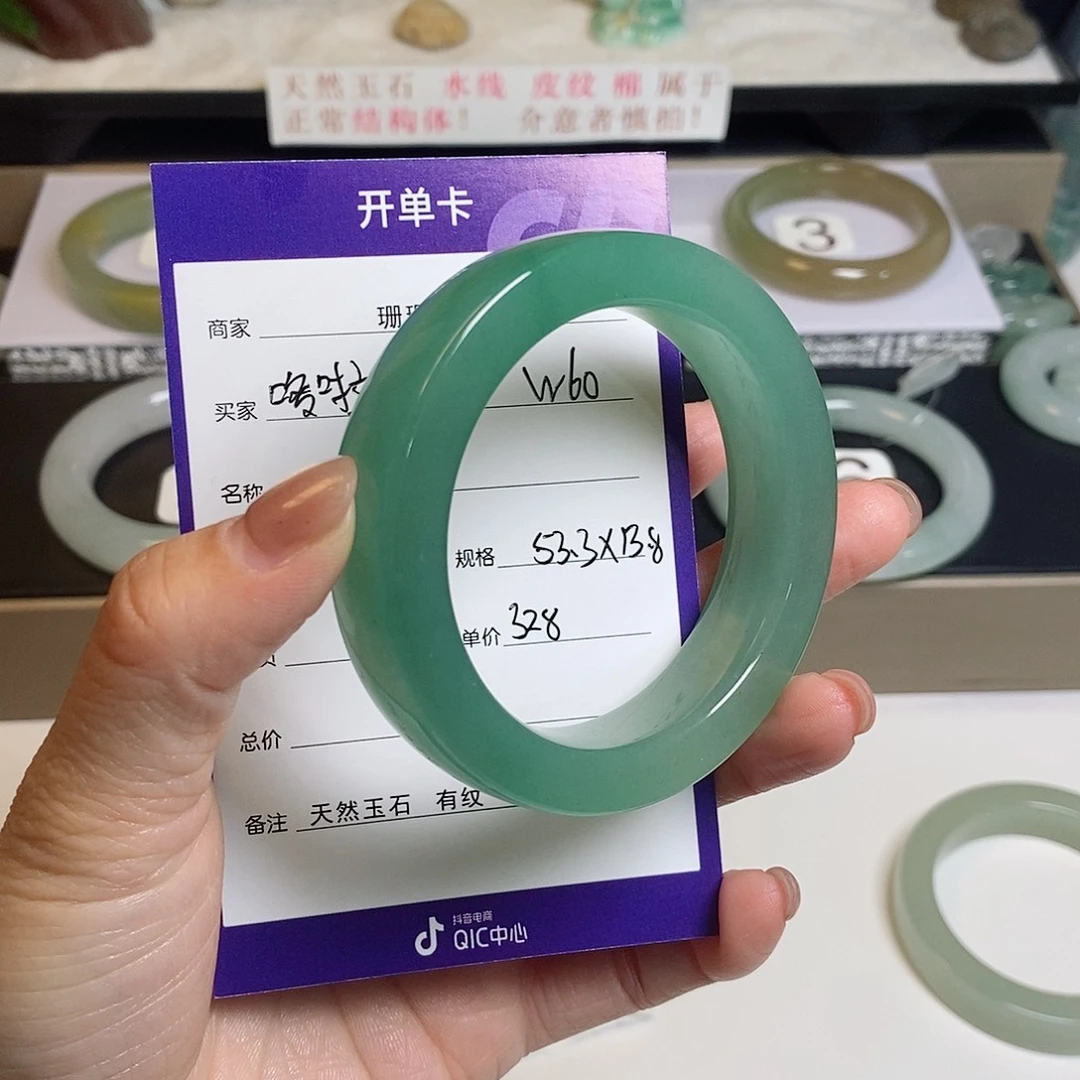 天然玉石 水线 皮纹 棉 属于
正常结构体！ 介意者慎拍！
开单卡
商家 珊
买家 W60
名称
规格 53.3X13.8
单价 328
总价
备注 天然玉石 有纹
抖音电商
QIC中心
3